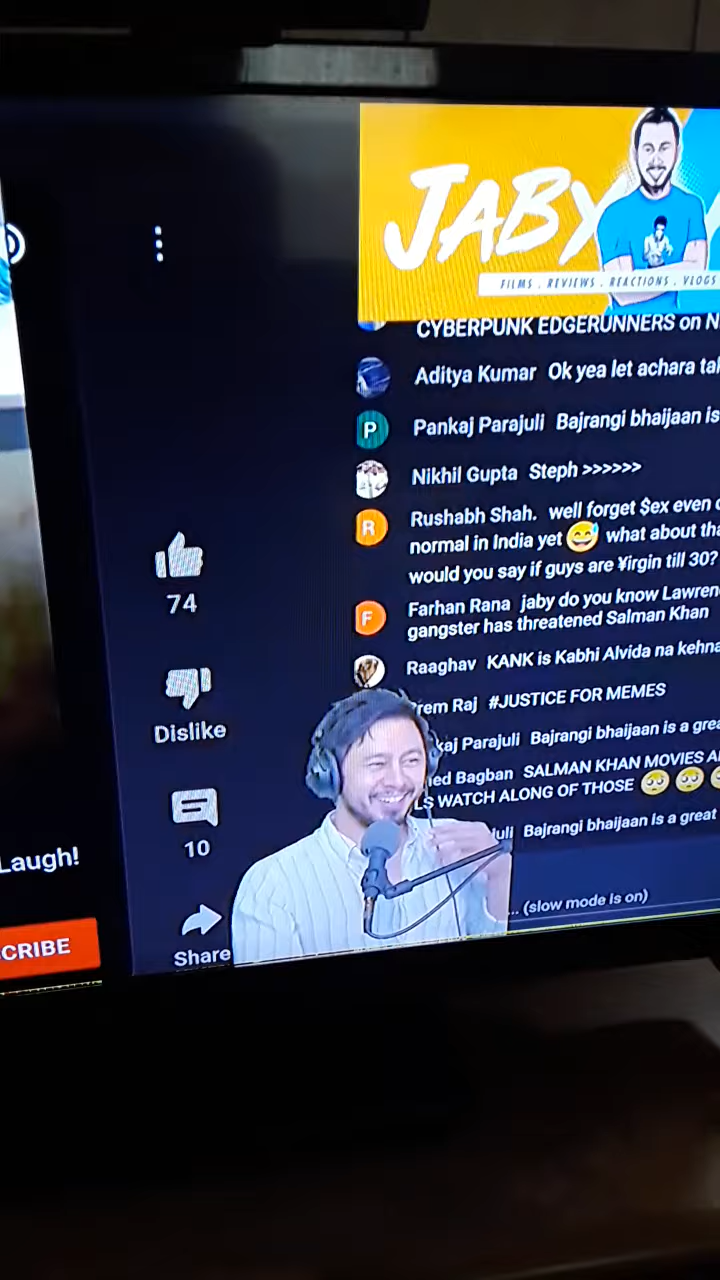 JABY
FILMS . REVIEWS . REACTIONS . VLOGS
CYBERPUNK EDGERUNNERS on N
Aditya Kumar Ok yea let achara ta
P
Pankaj Parajuli Bajrangi bhaijaan is
Nikhil Gupta Steph >>>>>>
R
Rushabh Shah. well forget $ex even
normal in India yet 😅 what about tha
would you say if guys are ¥irgin till 30?
74
F
Farhan Rana jaby do you know Lawren
gangster has threatened Salman Khan
Raaghav KANK is Kabhi Alvida na kehna
rem Raj #JUSTICE FOR MEMES
Dislike
kaj Parajuli Bajrangi bhaijaan is a grea
ed Bagban SALMAN KHAN MOVIES A
LS WATCH ALONG OF THOSE 🥺 🥺
juli Bajrangi bhaijaan is a great
10
Laugh!
... (slow mode is on)
CRIBE
Share